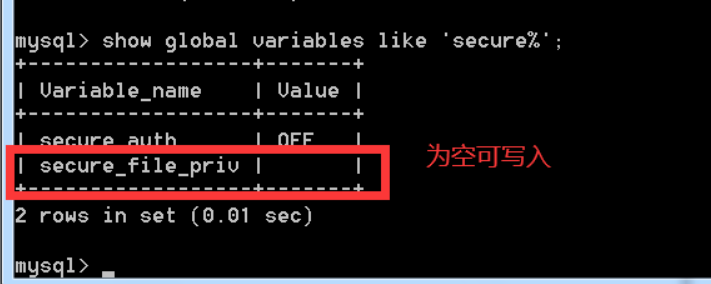 mysql> show global variables like 'secure%';
+------------------+-------+
| Variable_name    | Value |
+------------------+-------+
| secure_auth      | OFF   |
| secure_file_priv |       |
+------------------+-------+
2 rows in set (0.01 sec)
mysql> _
为空可写入